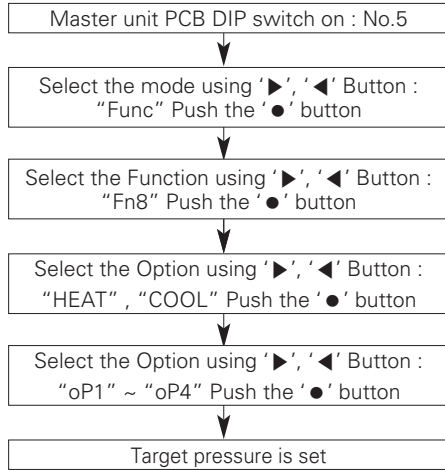 Master unit PCB DIP switch on : No.5
Select the mode using ‘▶’, ‘◀’ Button :
“Func” Push the ‘●’ button
Select the Function using ‘▶’, ‘◀’ Button :
“Fn8” Push the ‘●’ button
Select the Option using ‘▶’, ‘◀’ Button :
“HEAT” , “COOL” Push the ‘●’ button
Select the Option using ‘▶’, ‘◀’ Button :
“oP1” ~ “oP4” Push the ‘●’ button
Target pressure is set